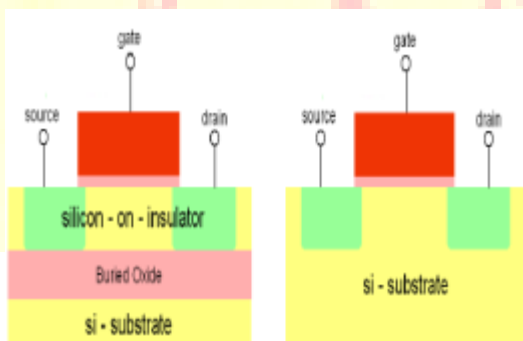 gate
source
drain
silicon - on - insulator
Buried Oxide
si - substrate
gate
source
drain
si - substrate